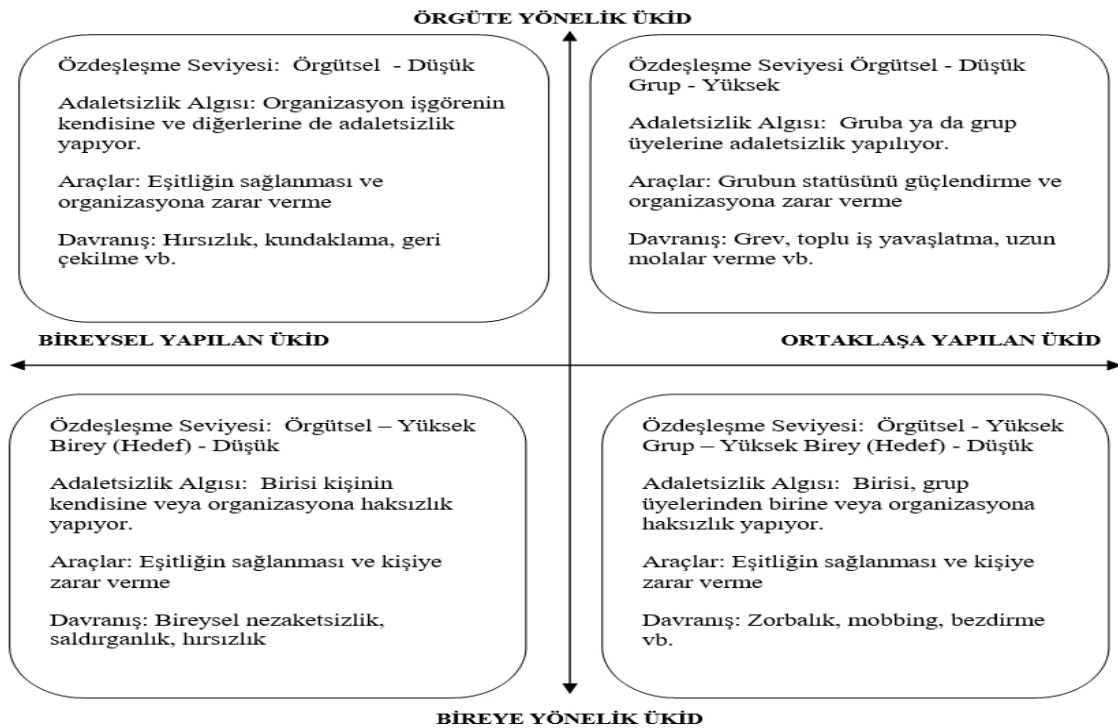 ÖRGÜTE YÖNELİK ÜKİD
Özdeşleşme Seviyesi: Örgütsel - Düşük
Adaletsizlik Algısı: Organizasyon işgörenin
kendisine ve diğerlerine de adaletsizlik
yapıyor.
Araçlar: Eşitliğin sağlanması ve
organizasyona zarar verme
Davranış: Hırsızlık, kundaklama, geri
çekilme vb.
Özdeşleşme Seviyesi Örgütsel - Düşük
Grup - Yüksek
Adaletsizlik Algısı: Gruba ya da grup
üyelerine adaletsizlik yapılıyor.
Araçlar: Grubun statüsünü güçlendirme ve
organizasyona zarar verme
Davranış: Grev, toplu iş yavaşlatma, uzun
molalar verme vb.
BİREYSEL YAPILAN ÜKİD
ORTAKLAŞA YAPILAN ÜKİD
Özdeşleşme Seviyesi: Örgütsel – Yüksek
Birey (Hedef) - Düşük
Adaletsizlik Algısı: Birisi kişinin
kendisine veya organizasyona haksızlık
yapıyor.
Araçlar: Eşitliğin sağlanması ve kişiye
zarar verme
Davranış: Bireysel nezaketsizlik,
saldırganlık, hırsızlık
Özdeşleşme Seviyesi: Örgütsel - Yüksek
Grup – Yüksek Birey (Hedef) - Düşük
Adaletsizlik Algısı: Birisi, grup
üyelerinden birine veya organizasyona
haksızlık yapıyor.
Araçlar: Eşitliğin sağlanması ve kişiye
zarar verme
Davranış: Zorbalık, mobbing, bezdirme
vb.
BİREYE YÖNELİK ÜKİD